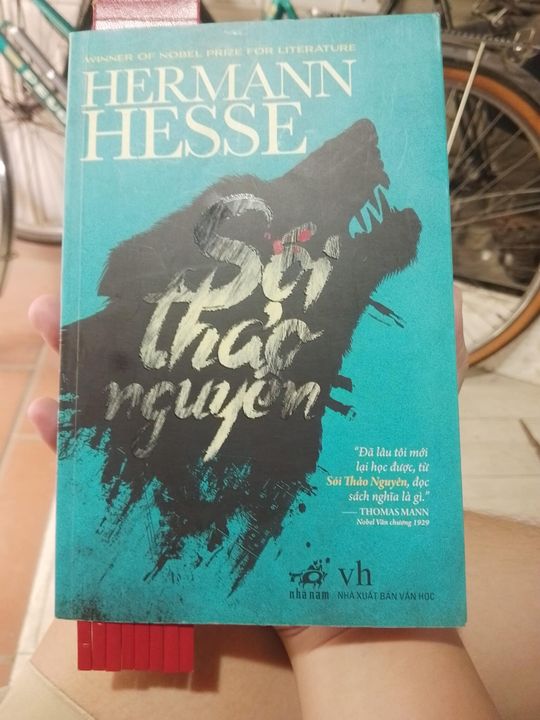 WINNER OF NOBEL PRIZE FOR LITERATURE
HERMANN
HESSE
Sói
thảo
nguyên
“Đã lâu tôi mới
lại học được, từ
Sói Thảo Nguyên, đọc
sách nghĩa là gì.”
— THOMAS MANN
Nobel Văn chương 1929
nhã nam
vh
NHÀ XUẤT BẢN VĂN HỌC